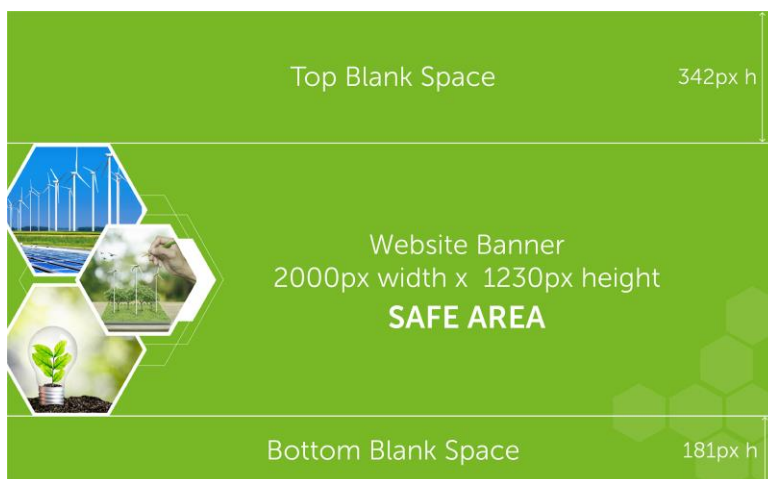 Top Blank Space
342px h
Website Banner
2000px width x 1230px height
SAFE AREA
Bottom Blank Space
181px h